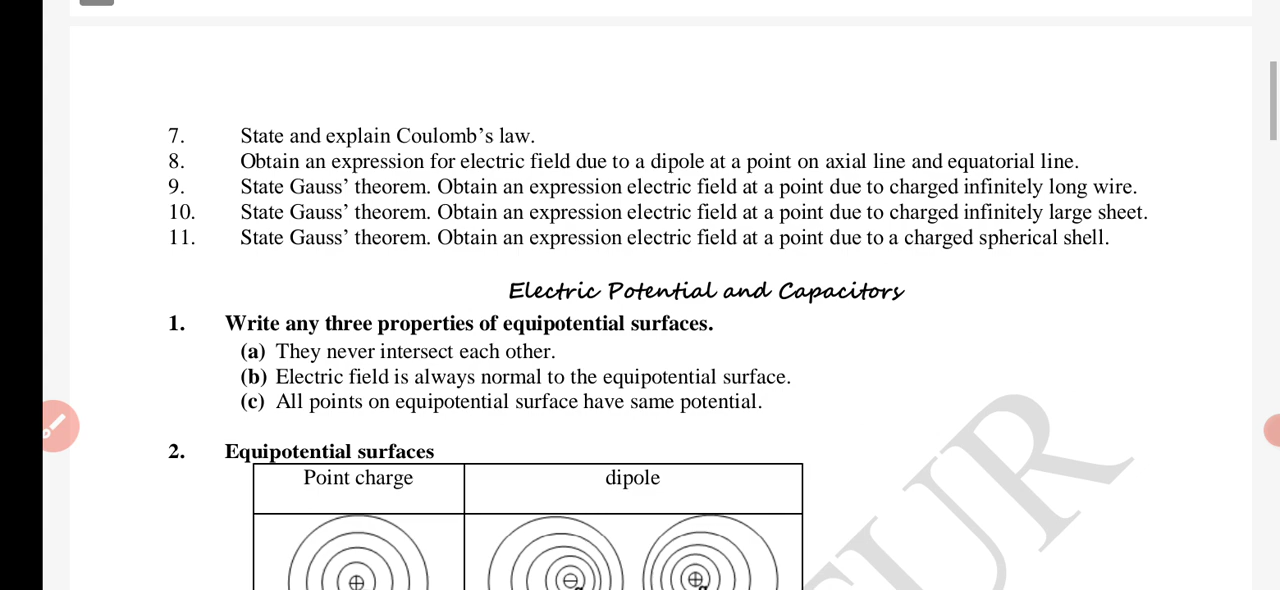 7. State and explain Coulomb’s law.
8. Obtain an expression for electric field due to a dipole at a point on axial line and equatorial line.
9. State Gauss’ theorem. Obtain an expression electric field at a point due to charged infinitely long wire.
10. State Gauss’ theorem. Obtain an expression electric field at a point due to charged infinitely large sheet.
11. State Gauss’ theorem. Obtain an expression electric field at a point due to a charged spherical shell.
Electric Potential and Capacitors
1. Write any three properties of equipotential surfaces.
(a) They never intersect each other.
(b) Electric field is always normal to the equipotential surface.
(c) All points on equipotential surface have same potential.
2. Equipotential surfaces
Point charge dipole